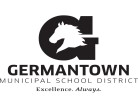 GERMANTOWN
MUNICIPAL SCHOOL DISTRICT
Excellence. Always.